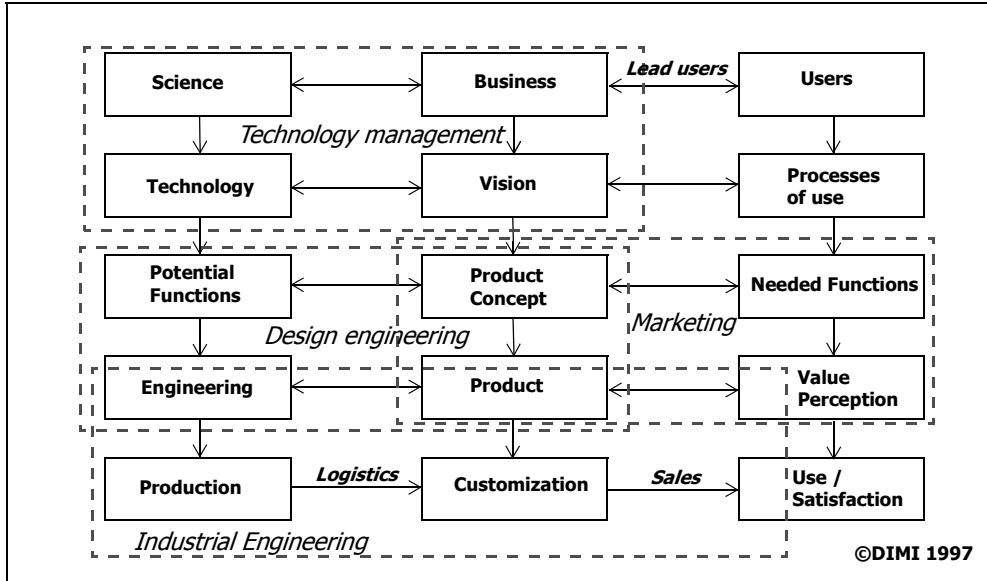 Science
Business
Lead users
Users
Technology management
Technology
Vision
Processes
of use
Potential
Functions
Product
Concept
Needed Functions
Design engineering
Marketing
Engineering
Product
Value
Perception
Production
Logistics
Customization
Sales
Use /
Satisfaction
Industrial Engineering
©DIMI 1997